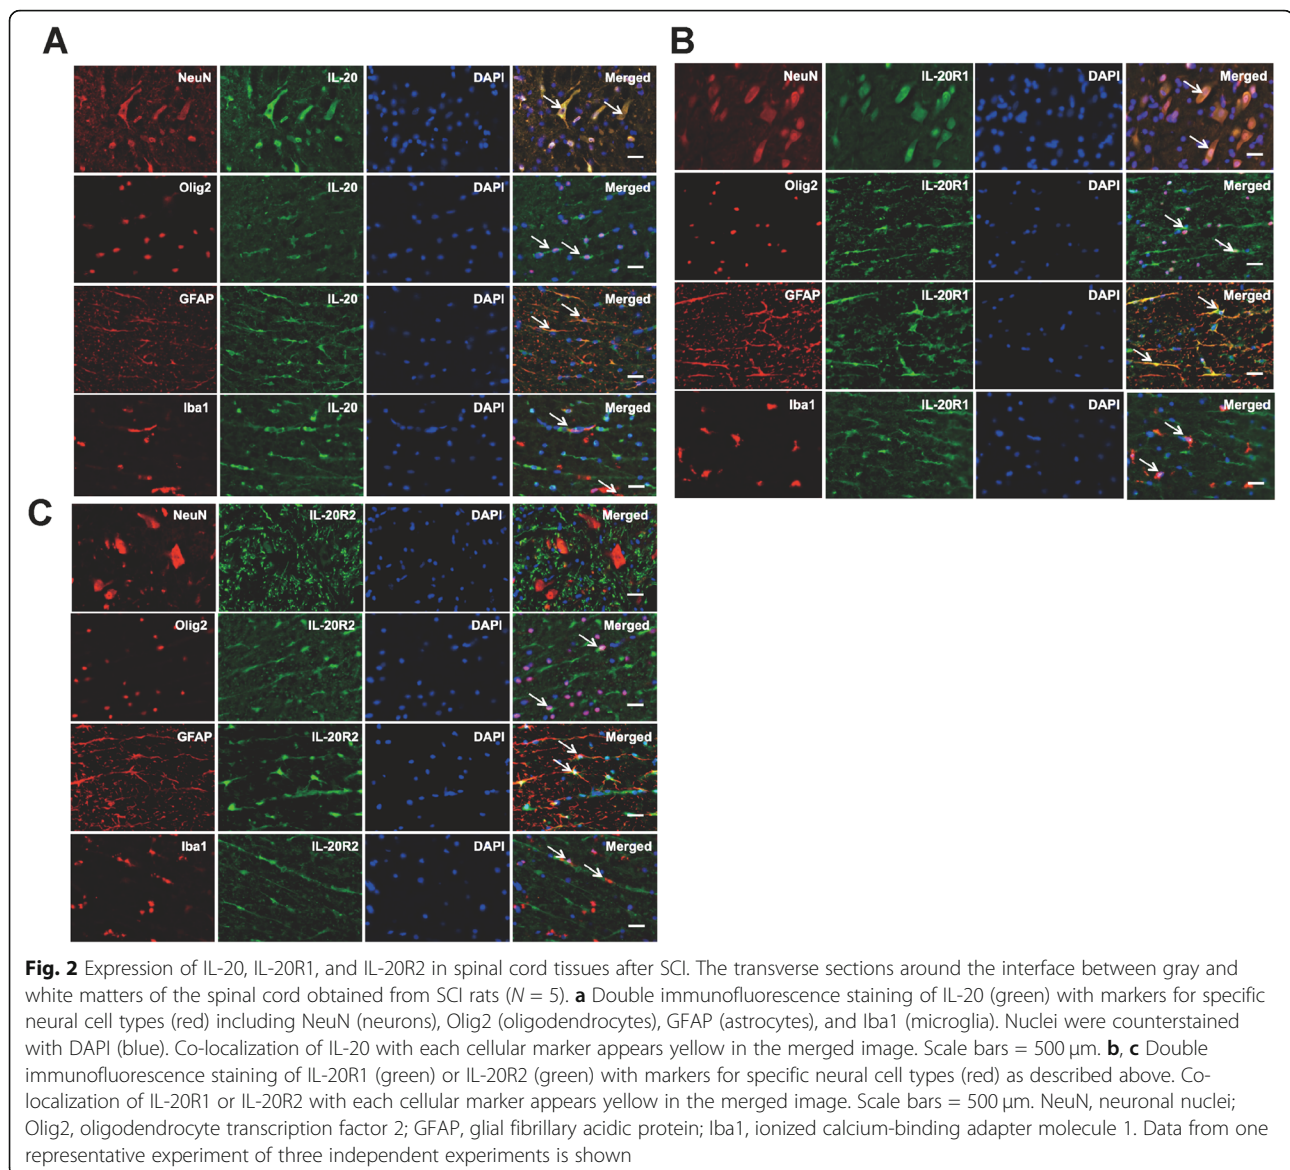 A
NeuN IL-20 DAPI Merged
Olig2 IL-20 DAPI Merged
GFAP IL-20 DAPI Merged
Iba1 IL-20 DAPI Merged
B
NeuN IL-20R1 DAPI Merged
Olig2 IL-20R1 DAPI Merged
GFAP IL-20R1 DAPI Merged
Iba1 IL-20R1 DAPI Merged
C
NeuN IL-20R2 DAPI Merged
Olig2 IL-20R2 DAPI Merged
GFAP IL-20R2 DAPI Merged
Iba1 IL-20R2 DAPI Merged
Fig. 2 Expression of IL-20, IL-20R1, and IL-20R2 in spinal cord tissues after SCI. The transverse sections around the interface between gray and
white matters of the spinal cord obtained from SCI rats (N = 5). a Double immunofluorescence staining of IL-20 (green) with markers for specific
neural cell types (red) including NeuN (neurons), Olig2 (oligodendrocytes), GFAP (astrocytes), and Iba1 (microglia). Nuclei were counterstained
with DAPI (blue). Co-localization of IL-20 with each cellular marker appears yellow in the merged image. Scale bars = 500 μm. b, c Double
immunofluorescence staining of IL-20R1 (green) or IL-20R2 (green) with markers for specific neural cell types (red) as described above. Co-
localization of IL-20R1 or IL-20R2 with each cellular marker appears yellow in the merged image. Scale bars = 500 μm. NeuN, neuronal nuclei;
Olig2, oligodendrocyte transcription factor 2; GFAP, glial fibrillary acidic protein; Iba1, ionized calcium-binding adapter molecule 1. Data from one
representative experiment of three independent experiments is shown